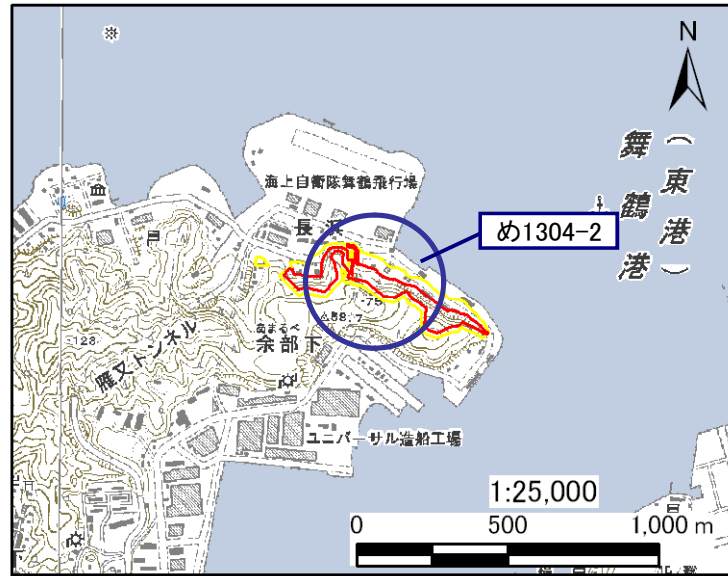 N
舞鶴港
(東港)
海上自衛隊舞鶴飛行場
長浜
め1304-2
・75
△88.7
あまるべ
余部下
123
雁又トンネル
ユニバーサル造船工場
1:25,000
0 500 1,000 m